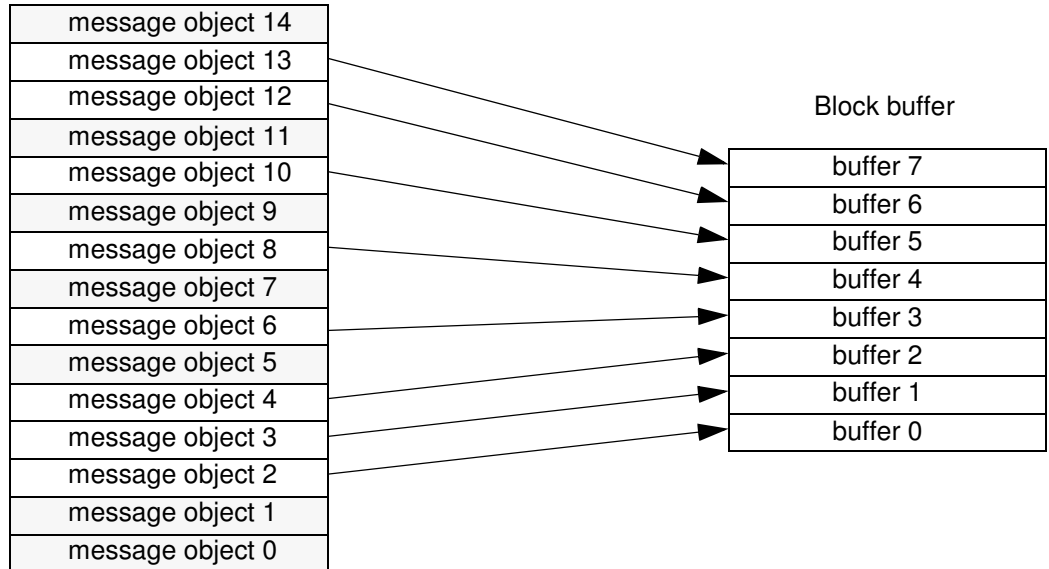 message object 14
message object 13
message object 12
message object 11
message object 10
message object 9
message object 8
message object 7
message object 6
message object 5
message object 4
message object 3
message object 2
message object 1
message object 0
Block buffer
buffer 7
buffer 6
buffer 5
buffer 4
buffer 3
buffer 2
buffer 1
buffer 0